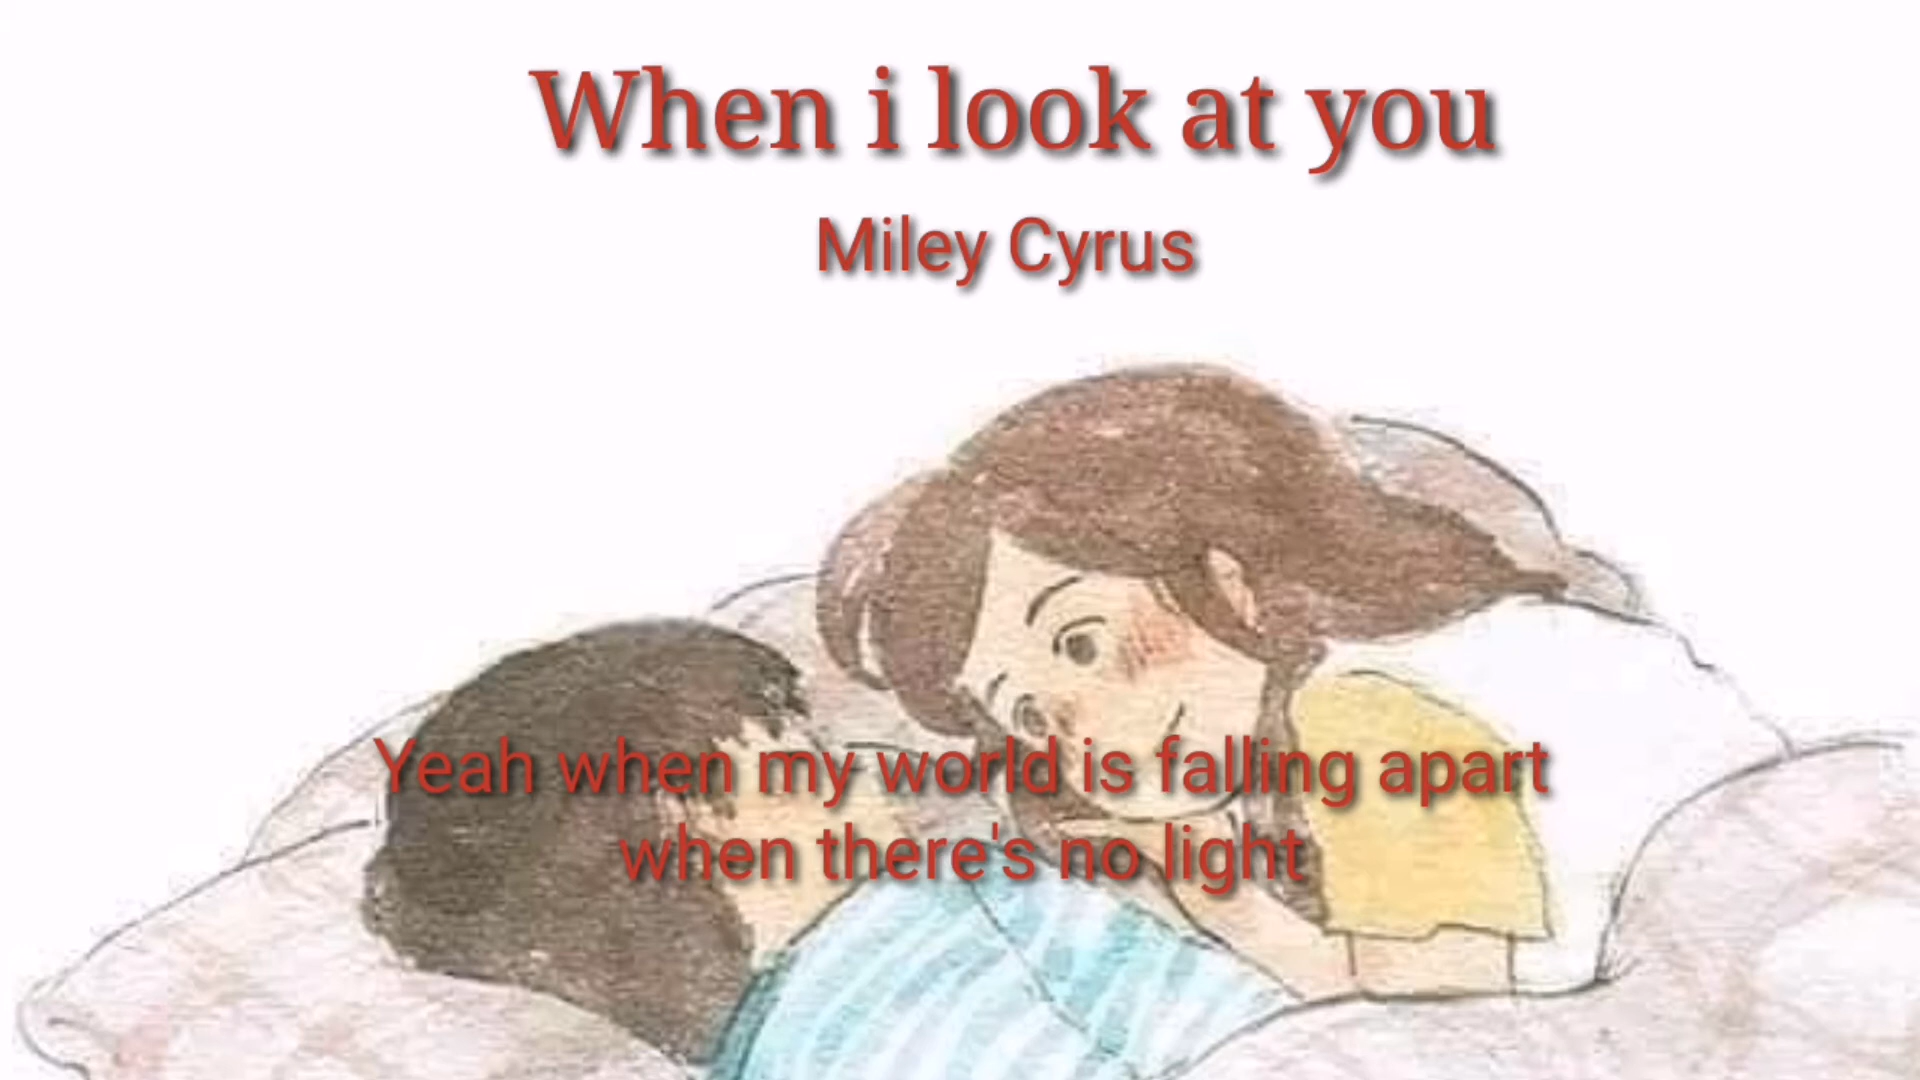 When i look at you
Miley Cyrus
Yeah when my world is falling apart
when there's no light